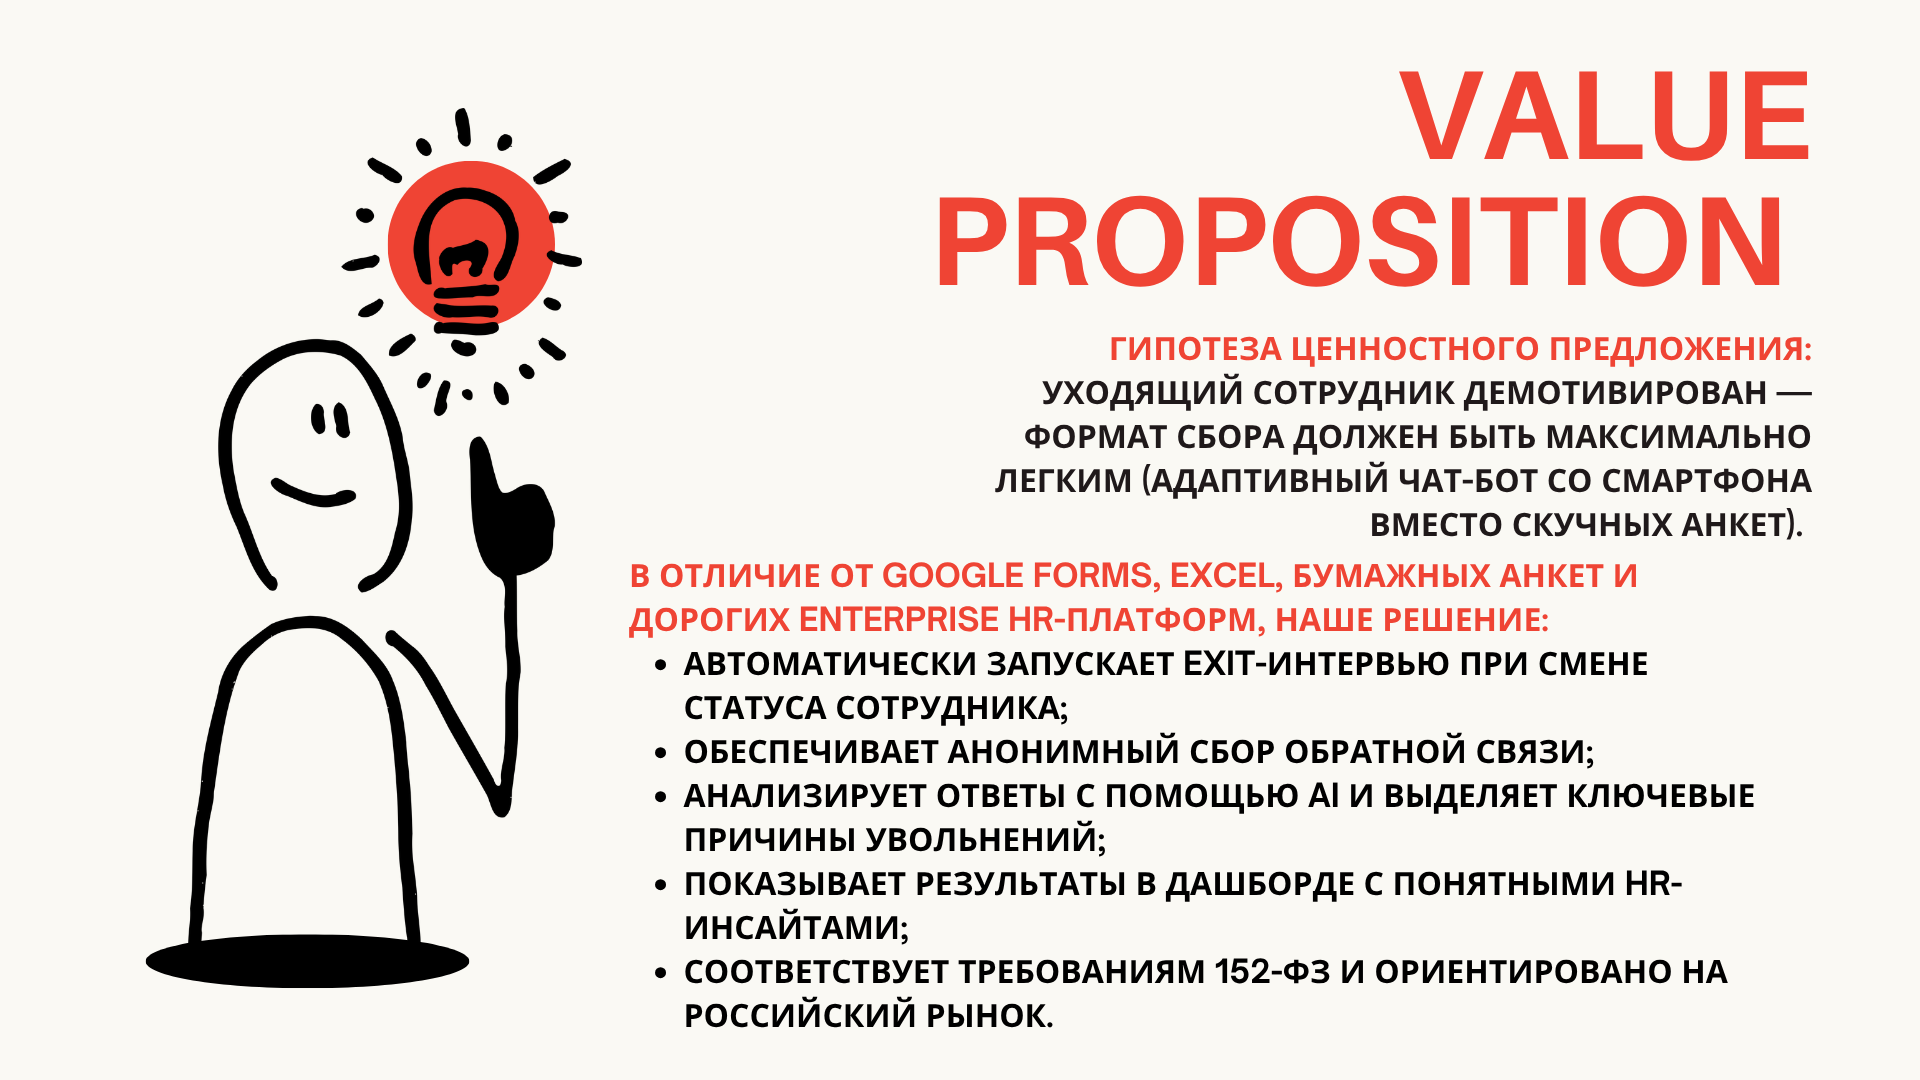 VALUE
PROPOSITION
ГИПОТЕЗА ЦЕННОСТНОГО ПРЕДЛОЖЕНИЯ:
УХОДЯЩИЙ СОТРУДНИК ДЕМОТИВИРОВАН —
ФОРМАТ СБОРА ДОЛЖЕН БЫТЬ МАКСИМАЛЬНО
ЛЕГКИМ (АДАПТИВНЫЙ ЧАТ-БОТ СО СМАРТФОНА
ВМЕСТО СКУЧНЫХ АНКЕТ).
В ОТЛИЧИЕ ОТ GOOGLE FORMS, EXCEL, БУМАЖНЫХ АНКЕТ И
ДОРОГИХ ENTERPRISE HR-ПЛАТФОРМ, НАШЕ РЕШЕНИЕ:
• АВТОМАТИЧЕСКИ ЗАПУСКАЕТ EXIT-ИНТЕРВЬЮ ПРИ СМЕНЕ
СТАТУСА СОТРУДНИКА;
• ОБЕСПЕЧИВАЕТ АНОНИМНЫЙ СБОР ОБРАТНОЙ СВЯЗИ;
• АНАЛИЗИРУЕТ ОТВЕТЫ С ПОМОЩЬЮ AI И ВЫДЕЛЯЕТ КЛЮЧЕВЫЕ
ПРИЧИНЫ УВОЛЬНЕНИЙ;
• ПОКАЗЫВАЕТ РЕЗУЛЬТАТЫ В ДАШБОРДЕ С ПОНЯТНЫМИ HR-
ИНСАЙТАМИ;
• СООТВЕТСТВУЕТ ТРЕБОВАНИЯМ 152-ФЗ И ОРИЕНТИРОВАНО НА
РОССИЙСКИЙ РЫНОК.